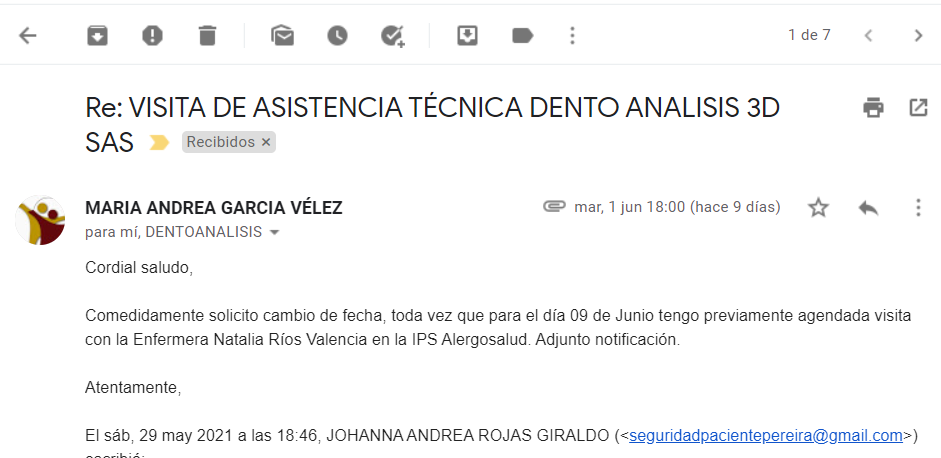 1 de 7
Re: VISITA DE ASISTENCIA TÉCNICA DENTO ANALISIS 3D
SAS Recibidos ×
MARIA ANDREA GARCIA VÉLEZ mar, 1 jun 18:00 (hace 9 días)
para mí, DENTOANALISIS
Cordial saludo,
Comedidamente solicito cambio de fecha, toda vez que para el día 09 de Junio tengo previamente agendada visita
con la Enfermera Natalia Ríos Valencia en la IPS Alergosalud. Adjunto notificación.
Atentamente,
El sáb, 29 may 2021 a las 18:46, JOHANNA ANDREA ROJAS GIRALDO (<seguridadpacientepereira@gmail.com>)
escribió: